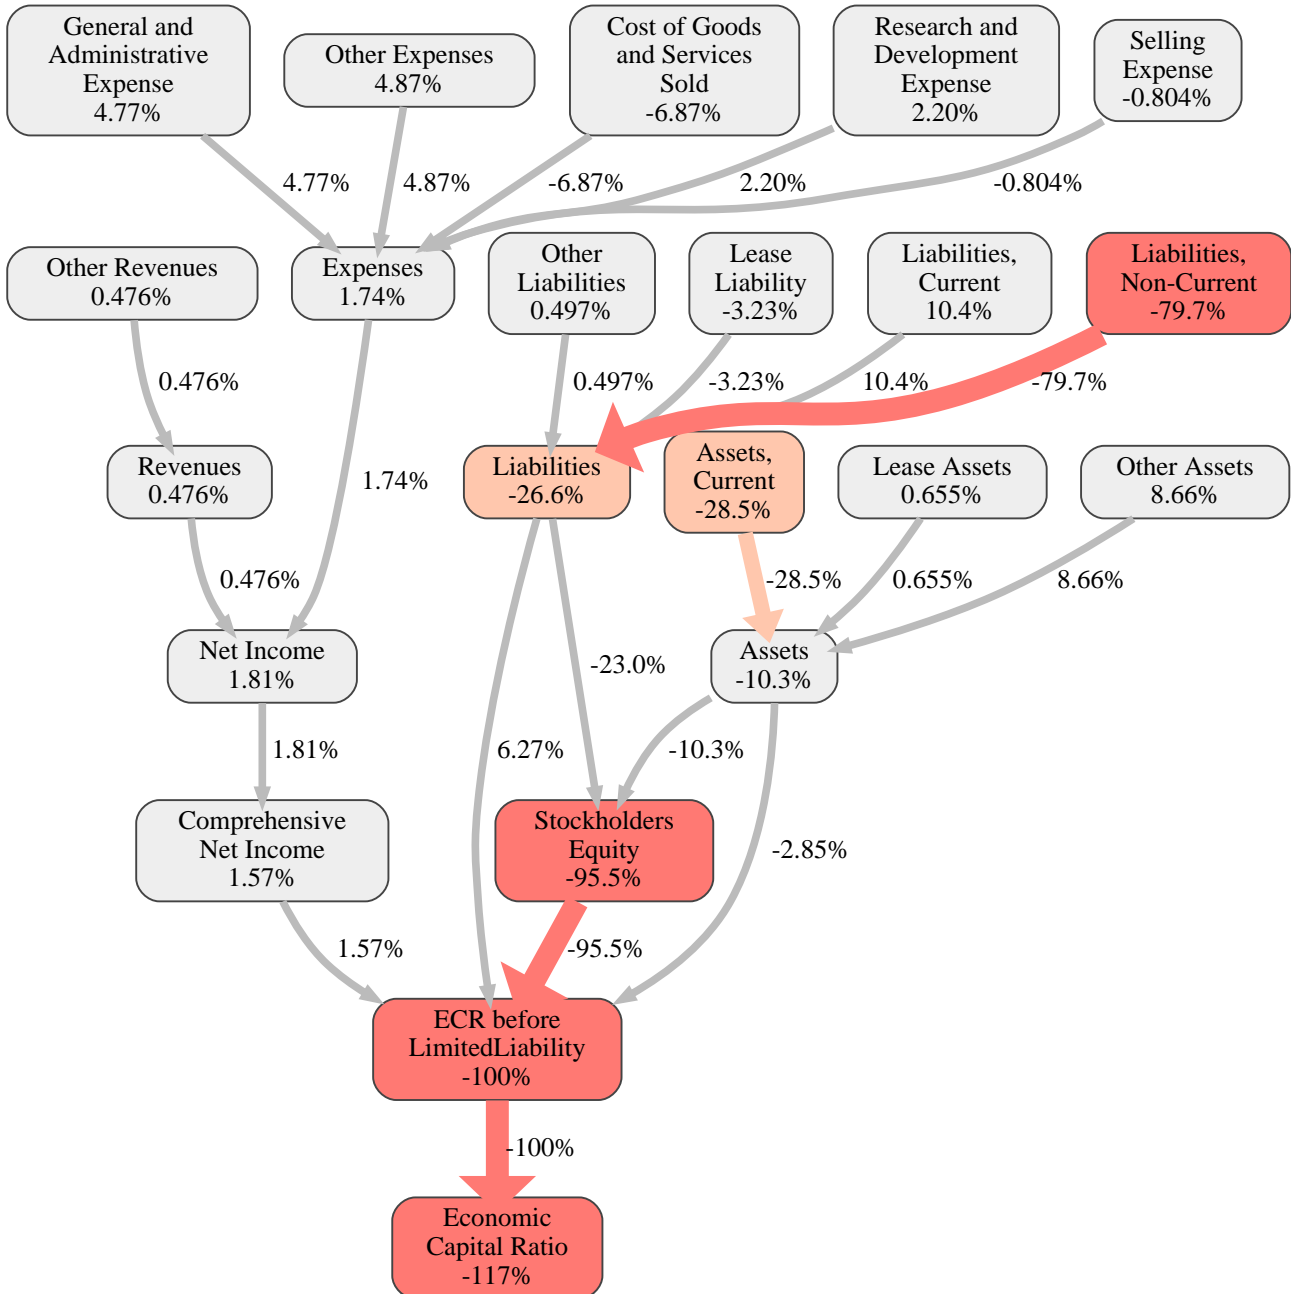 General and
Administrative
Expense
4.77%
Other Expenses
4.87%
Cost of Goods
and Services
Sold
-6.87%
Research and
Development
Expense
2.20%
Selling
Expense
-0.804%
4.77%
4.87%
-6.87%
2.20%
-0.804%
Other Revenues
0.476%
Expenses
1.74%
Other
Liabilities
0.497%
Lease
Liability
-3.23%
Liabilities,
Current
10.4%
Liabilities,
Non-Current
-79.7%
0.476%
0.497%
-3.23%
10.4%
-79.7%
Revenues
0.476%
1.74%
Liabilities
-26.6%
Assets,
Current
-28.5%
Lease Assets
0.655%
Other Assets
8.66%
0.476%
-28.5%
0.655%
8.66%
Net Income
1.81%
-23.0%
Assets
-10.3%
1.81%
6.27%
-10.3%
Comprehensive
Net Income
1.57%
Stockholders
Equity
-95.5%
-2.85%
1.57%
-95.5%
ECR before
LimitedLiability
-100%
-100%
Economic
Capital Ratio
-117%